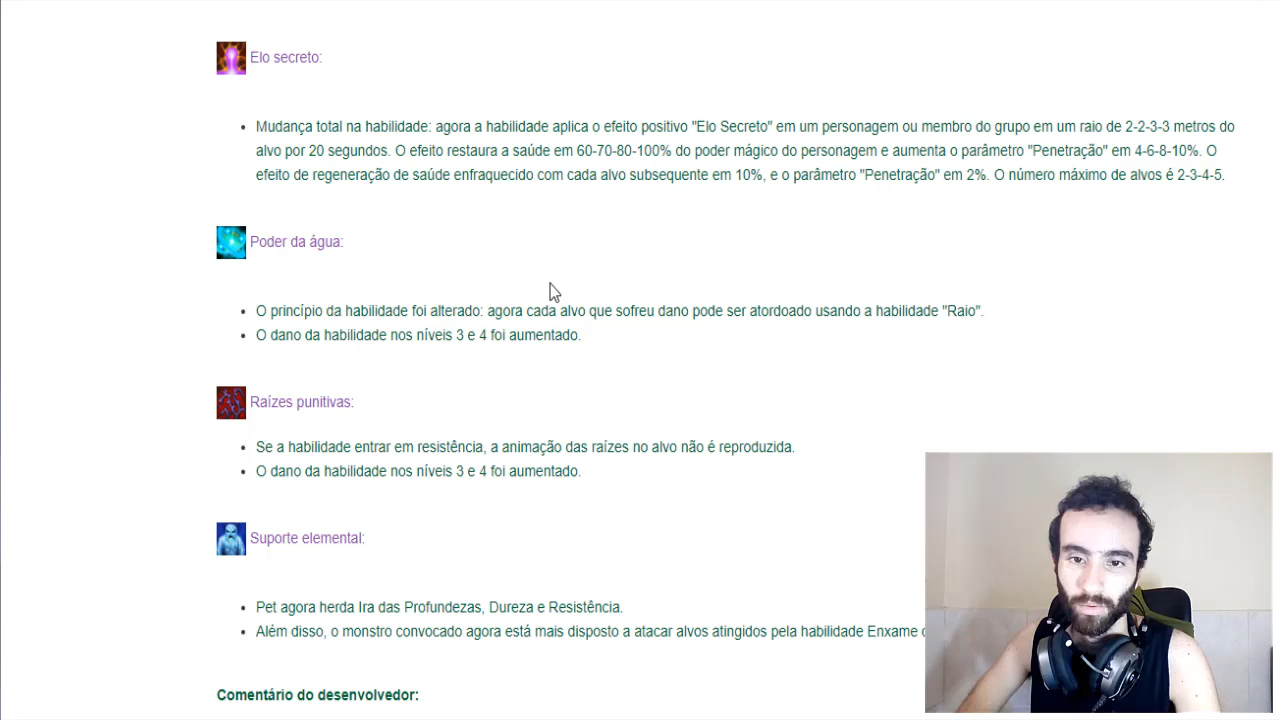 Elo secreto:
Mudança total na habilidade: agora a habilidade aplica o efeito positivo "Elo Secreto" em um personagem ou membro do grupo em um raio de 2-2-3-3 metros do
alvo por 20 segundos. O efeito restaura a saúde em 60-70-80-100% do poder mágico do personagem e aumenta o parâmetro "Penetração" em 4-6-8-10%. O
efeito de regeneração de saúde enfraquecido com cada alvo subsequente em 10%, e o parâmetro "Penetração" em 2%. O número máximo de alvos é 2-3-4-5.
Poder da água:
O princípio da habilidade foi alterado: agora cada alvo que sofreu dano pode ser atordoado usando a habilidade "Raio".
O dano da habilidade nos níveis 3 e 4 foi aumentado.
Raízes punitivas:
Se a habilidade entrar em resistência, a animação das raízes no alvo não é reproduzida.
O dano da habilidade nos níveis 3 e 4 foi aumentado.
Suporte elemental:
Pet agora herda Ira das Profundezas, Dureza e Resistência.
Além disso, o monstro convocado agora está mais disposto a atacar alvos atingidos pela habilidade Enxame
Comentário do desenvolvedor: